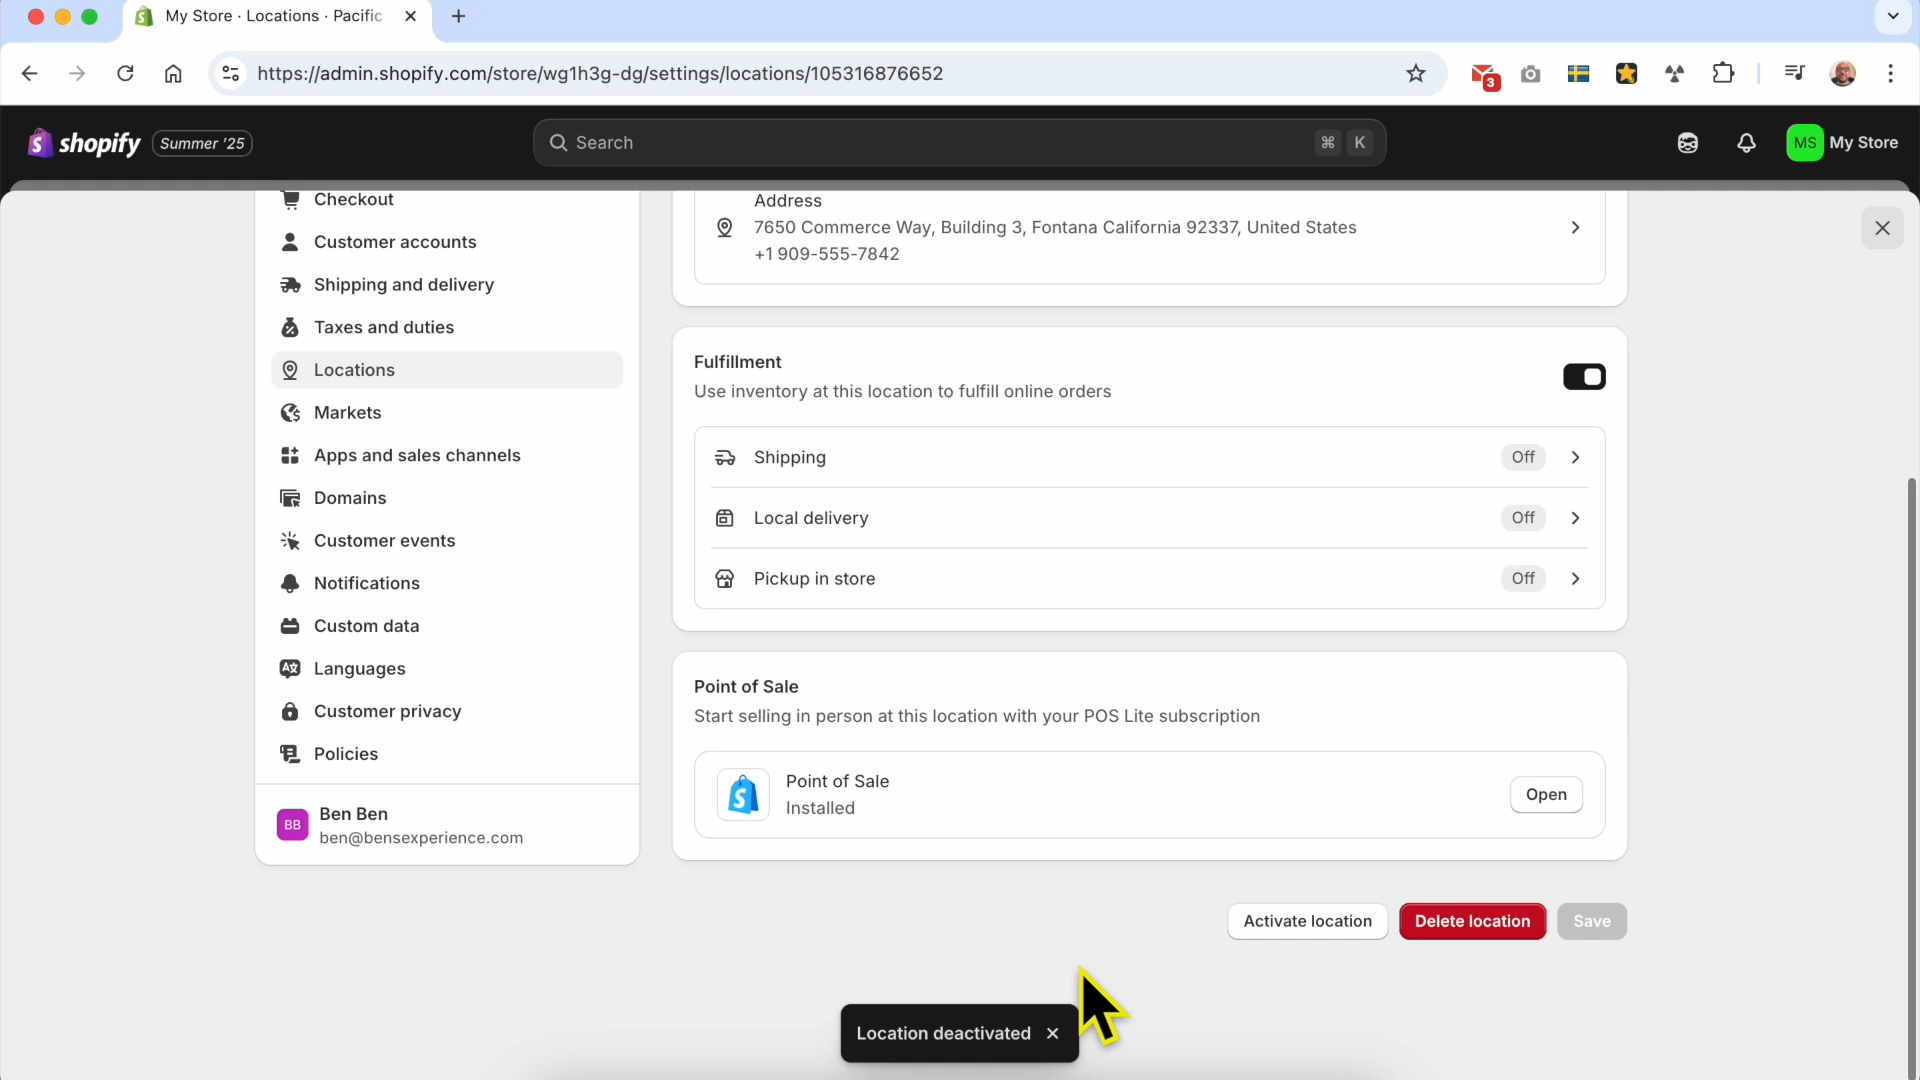 My Store · Locations · Pacific
https://admin.shopify.com/store/wg1h3g-dg/settings/locations/105316876652
3
shopify
Summer '25
Search
⌘ K
MS
My Store
Checkout
Customer accounts
Shipping and delivery
Taxes and duties
Locations
Markets
Apps and sales channels
Domains
Customer events
Notifications
Custom data
Languages
Customer privacy
Policies
BB
Ben Ben
ben@bensexperience.com
Address
7650 Commerce Way, Building 3, Fontana California 92337, United States
+1 909-555-7842
Fulfillment
Use inventory at this location to fulfill online orders
Shipping
Off
Local delivery
Off
Pickup in store
Off
Point of Sale
Start selling in person at this location with your POS Lite subscription
Point of Sale
Installed
Open
Activate location
Delete location
Save
Location deactivated